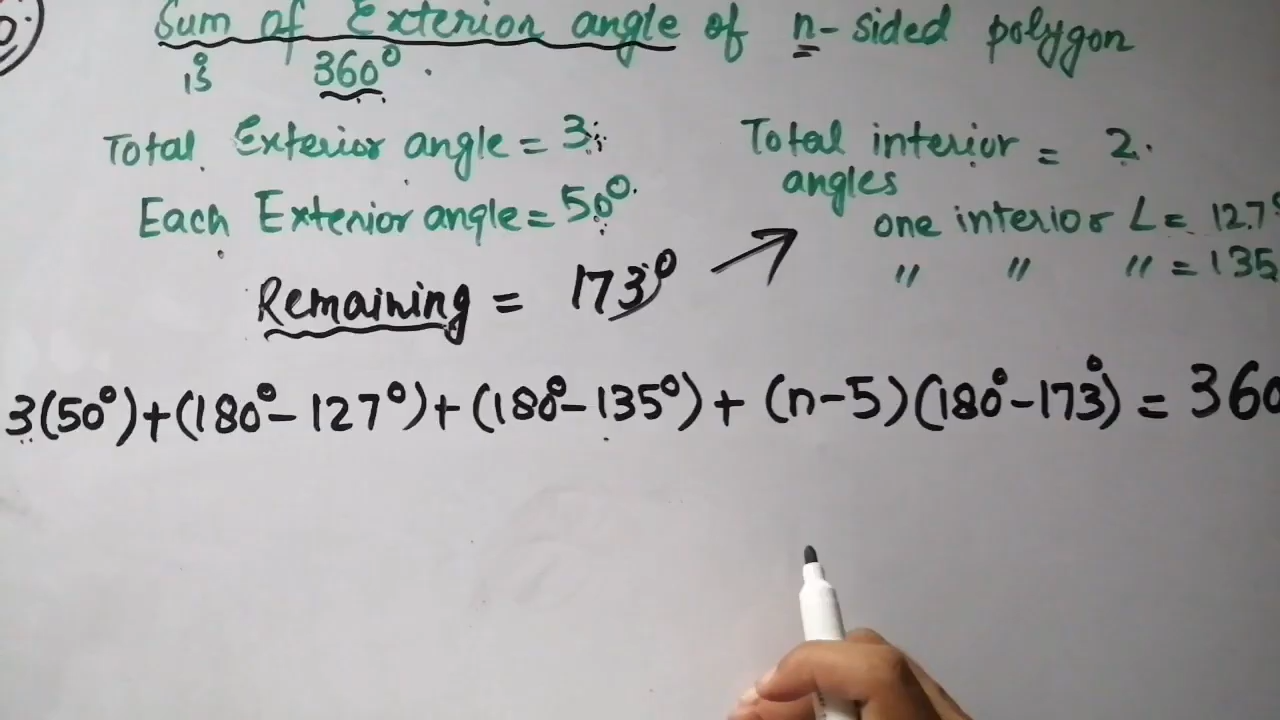 Sum of Exterior angle of n-sided polygon
is 360°.
Total Exterior angle = 3
Each Exterior angle = 50°
Total interior angles = 2.
one interior L = 127°
" " " = 135
Remaining = 173°
3(50°)+(180°-127°)+(180°-135°)+(n-5)(180°-173°) = 360